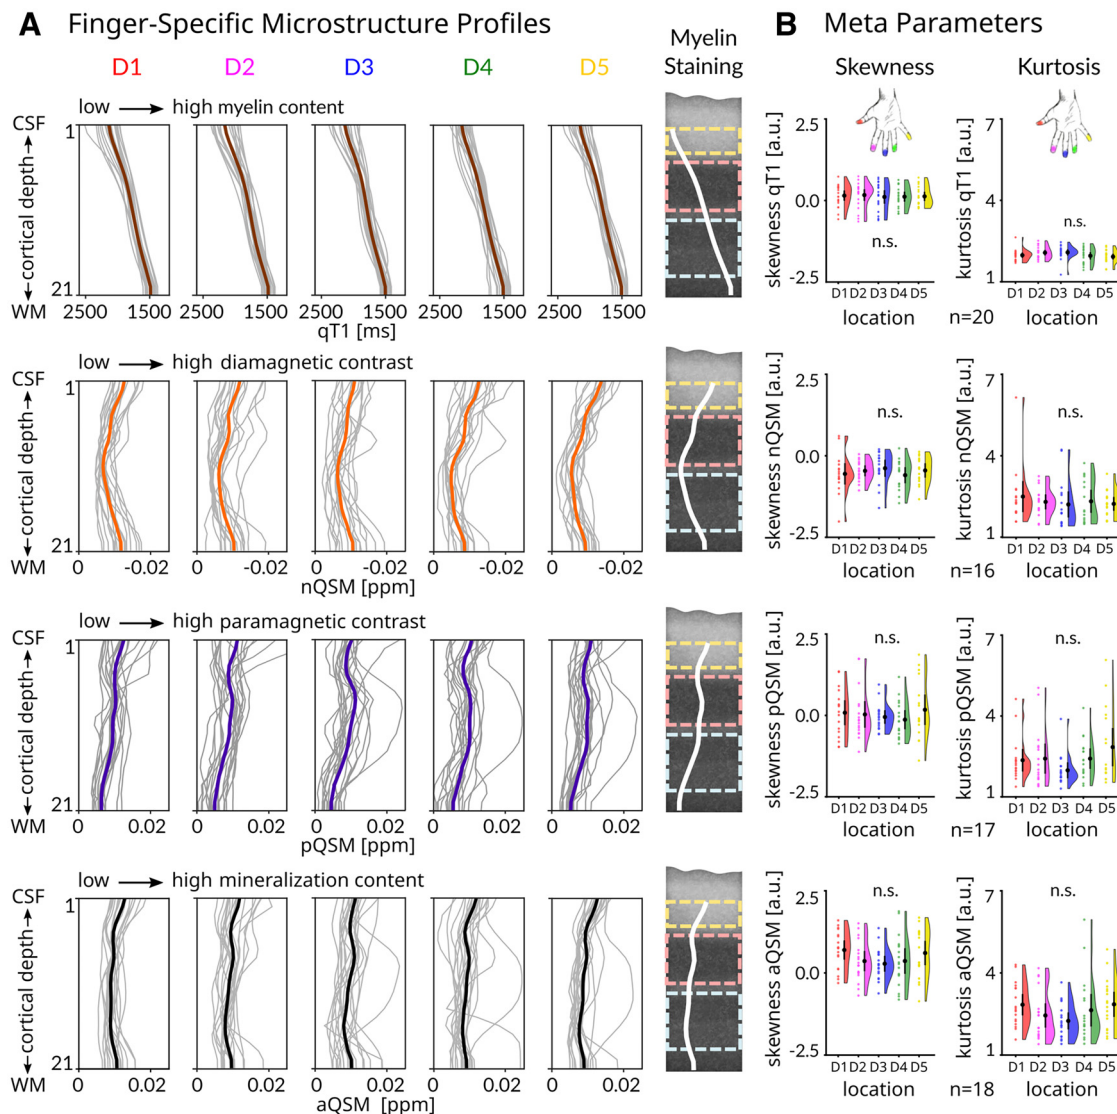 A Finger-Specific Microstructure Profiles
B Meta Parameters
D1 D2 D3 D4 D5
Myelin
Staining
Skewness Kurtosis
low high myelin content
CSF
cortical depth
WM
1
21
2500 1500 2500 1500 2500 1500 2500 1500 2500 1500
qT1 [ms]
skewness qT1 [a.u.]
2.5
0.0
-2.5
n.s.
D1 D2 D3 D4 D5
location
n=20
kurtosis qT1 [a.u.]
7
4
1
n.s.
D1 D2 D3 D4 D5
location
low high diamagnetic contrast
CSF
cortical depth
WM
1
21
0 -0.02 0 -0.02 0 -0.02 0 -0.02 0 -0.02
nQSM [ppm]
skewness nQSM [a.u.]
2.5
0.0
-2.5
n.s.
D1 D2 D3 D4 D5
location
n=16
kurtosis nQSM [a.u.]
7
4
1
n.s.
D1 D2 D3 D4 D5
location
low high paramagnetic contrast
CSF
cortical depth
WM
1
21
0 0.02 0 0.02 0 0.02 0 0.02 0 0.02
pQSM [ppm]
skewness pQSM [a.u.]
2.5
0.0
-2.5
n.s.
D1 D2 D3 D4 D5
location
n=17
kurtosis pQSM [a.u.]
7
4
1
n.s.
D1 D2 D3 D4 D5
location
low high mineralization content
CSF
cortical depth
WM
1
21
0 0.02 0 0.02 0 0.02 0 0.02 0 0.02
aQSM [ppm]
skewness aQSM [a.u.]
2.5
0.0
-2.5
n.s.
D1 D2 D3 D4 D5
location
n=18
kurtosis aQSM [a.u.]
7
4
1
n.s.
D1 D2 D3 D4 D5
location